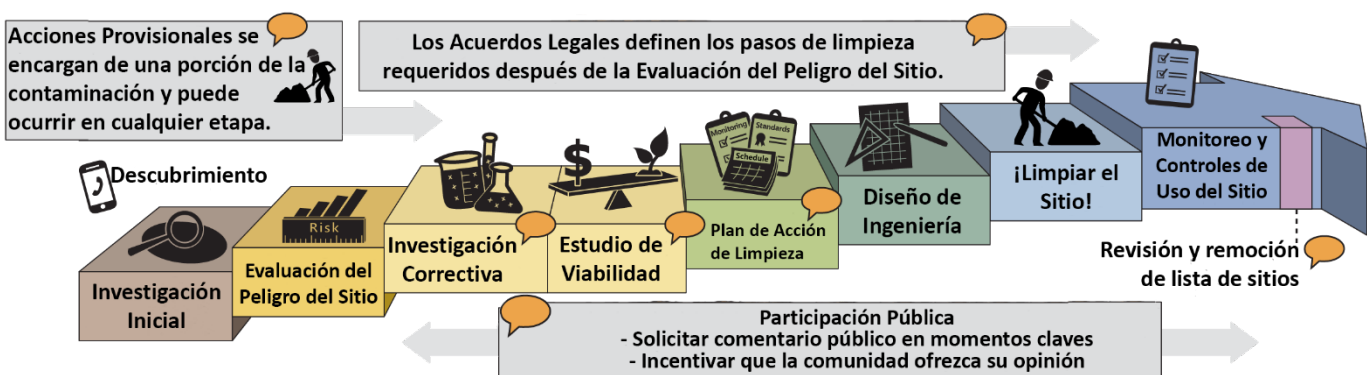 Acciones Provisionales se
encargan de una porción de la
contaminación y puede
ocurrir en cualquier etapa.
Los Acuerdos Legales definen los pasos de limpieza
requeridos después de la Evaluación del Peligro del Sitio.
Descubrimiento
Investigación
Inicial
Risk
Evaluación del
Peligro del Sitio
Investigación
Correctiva
$
Estudio de
Viabilidad
Monitoring
Standards
Schedule
Plan de Acción
de Limpieza
Diseño de
Ingeniería
¡Limpiar el
Sitio!
Monitoreo y
Controles de
Uso del Sitio
Revisión y remoción
de lista de sitios
Participación Pública
- Solicitar comentario público en momentos claves
- Incentivar que la comunidad ofrezca su opinión